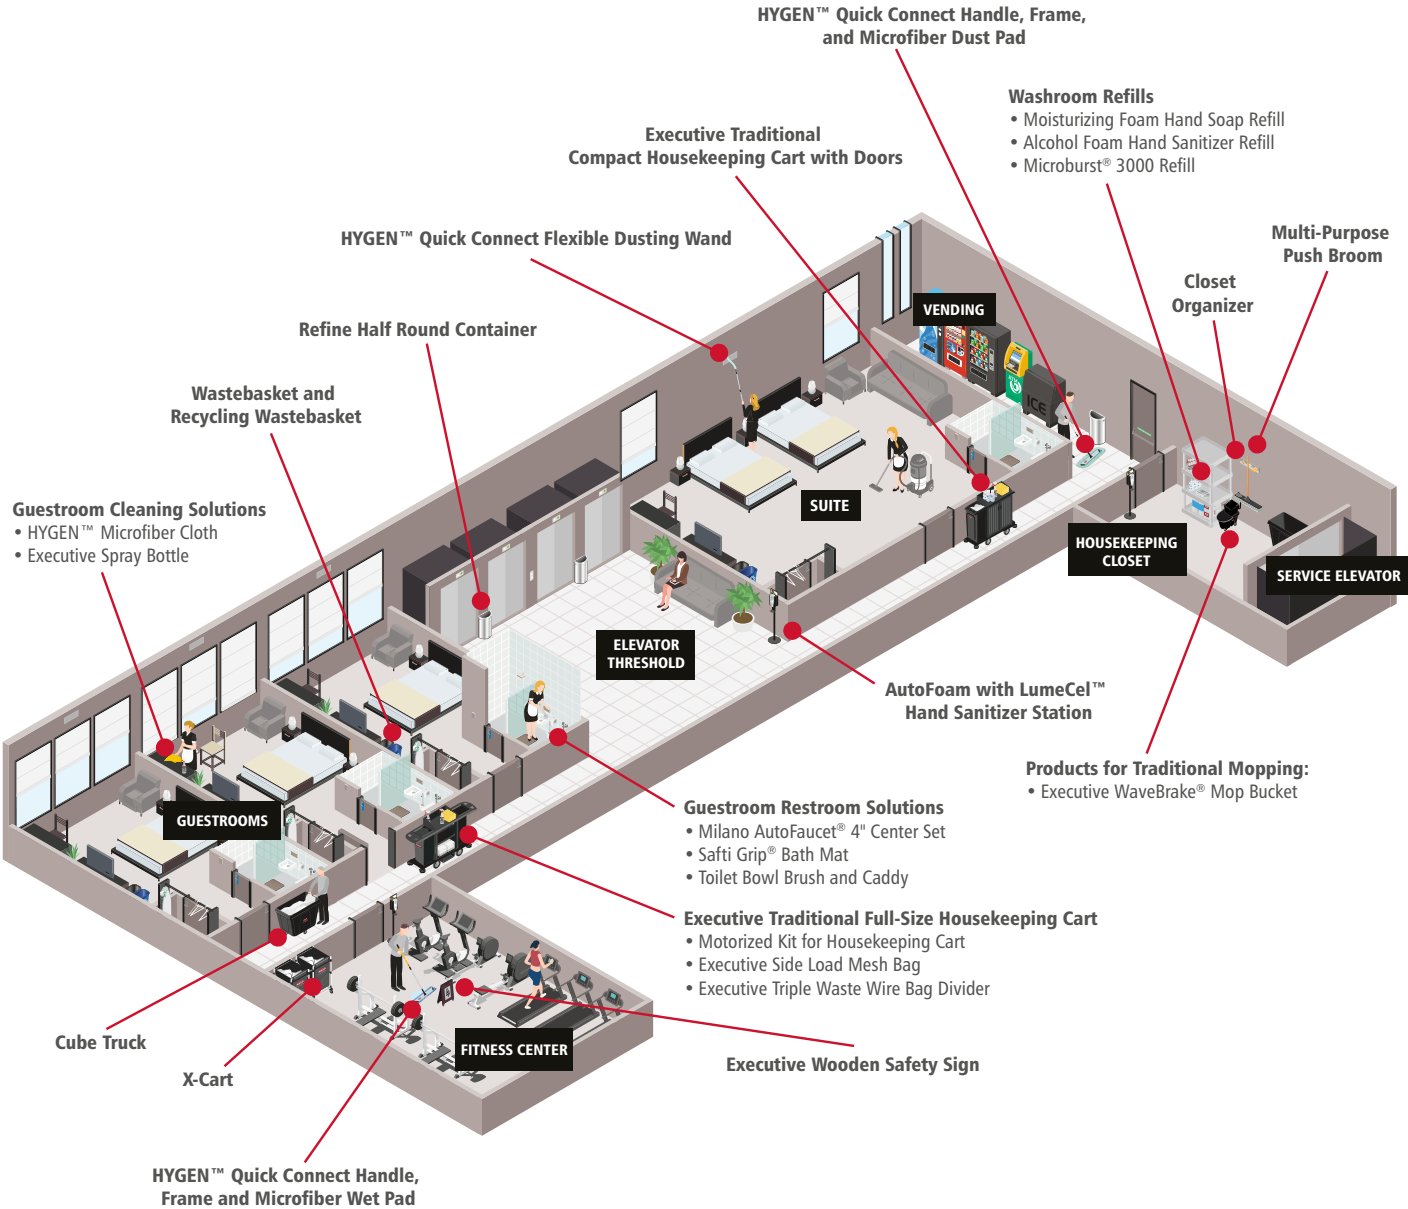 HYGEN™ Quick Connect Handle, Frame,
and Microfiber Dust Pad
Washroom Refills
• Moisturizing Foam Hand Soap Refill
• Alcohol Foam Hand Sanitizer Refill
• Microburst® 3000 Refill
Executive Traditional
Compact Housekeeping Cart with Doors
HYGEN™ Quick Connect Flexible Dusting Wand
Multi-Purpose
Push Broom
Closet
Organizer
Refine Half Round Container
Wastebasket and
Recycling Wastebasket
Guestroom Cleaning Solutions
• HYGEN™ Microfiber Cloth
• Executive Spray Bottle
VENDING
ICE
SUITE
HOUSEKEEPING
CLOSET
SERVICE ELEVATOR
ELEVATOR
THRESHOLD
GUESTROOMS
AutoFoam with LumeCel™
Hand Sanitizer Station
Products for Traditional Mopping:
• Executive WaveBrake® Mop Bucket
Guestroom Restroom Solutions
• Milano AutoFaucet® 4" Center Set
• Safti Grip® Bath Mat
• Toilet Bowl Brush and Caddy
Executive Traditional Full-Size Housekeeping Cart
• Motorized Kit for Housekeeping Cart
• Executive Side Load Mesh Bag
• Executive Triple Waste Wire Bag Divider
FITNESS CENTER
Cube Truck
X-Cart
Executive Wooden Safety Sign
HYGEN™ Quick Connect Handle,
Frame and Microfiber Wet Pad